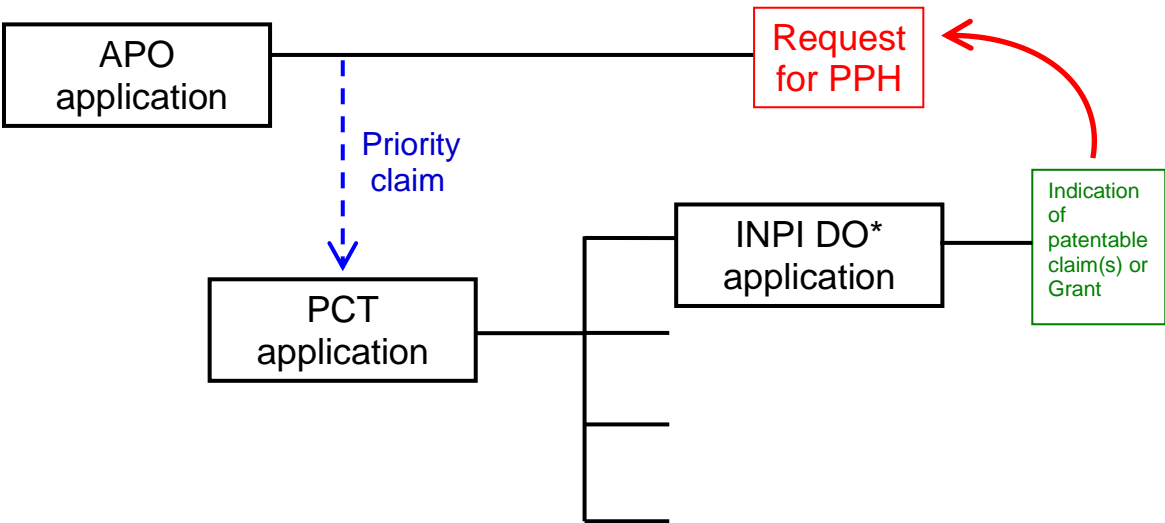 APO
application
Request
for PPH
Priority
claim
Indication
of
patentable
claim(s) or
Grant
INPI DO*
application
PCT
application